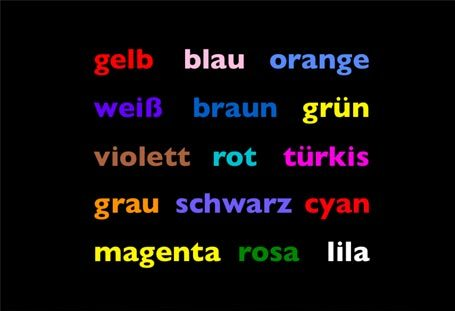 gelb blau orange
weiß braun grün
violett rot türkis
grau schwarz cyan
magenta rosa lila